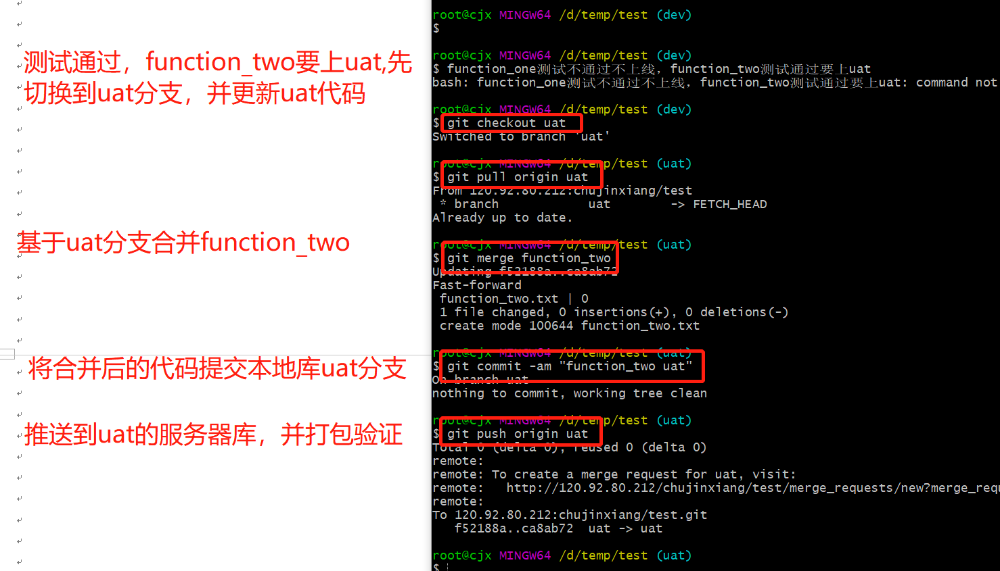 测试通过，function_two要上uat,先
切换到uat分支，并更新uat代码
基于uat分支合并function_two
将合并后的代码提交本地库uat分支
推送到uat的服务器库，并打包验证
root@cjx MINGW64 /d/temp/test (dev)
$
root@cjx MINGW64 /d/temp/test (dev)
$ function_one测试不通过不上线，function_two测试通过要上uat
bash: function_one测试不通过不上线，function_two测试通过要上uat: command not
root@cjx MINGW64 /d/temp/test (dev)
$ git checkout uat
Switched to branch 'uat'
root@cjx MINGW64 /d/temp/test (uat)
$ git pull origin uat
From 120.92.80.212:chujinxiang/test
* branch uat -> FETCH_HEAD
Already up to date.
root@cjx MINGW64 /d/temp/test (uat)
$ git merge function_two
Updating f52188a..ca8ab72
Fast-forward
function_two.txt | 0
1 file changed, 0 insertions(+), 0 deletions(-)
create mode 100644 function_two.txt
root@cjx MINGW64 /d/temp/test (uat)
$ git commit -am "function_two uat"
On branch uat
nothing to commit, working tree clean
root@cjx MINGW64 /d/temp/test (uat)
$ git push origin uat
Total 0 (delta 0), reused 0 (delta 0)
remote:
remote: To create a merge request for uat, visit:
remote: http://120.92.80.212/chujinxiang/test/merge_requests/new?merge_requ
remote:
To 120.92.80.212:chujinxiang/test.git
f52188a..ca8ab72 uat -> uat
root@cjx MINGW64 /d/temp/test (uat)
$